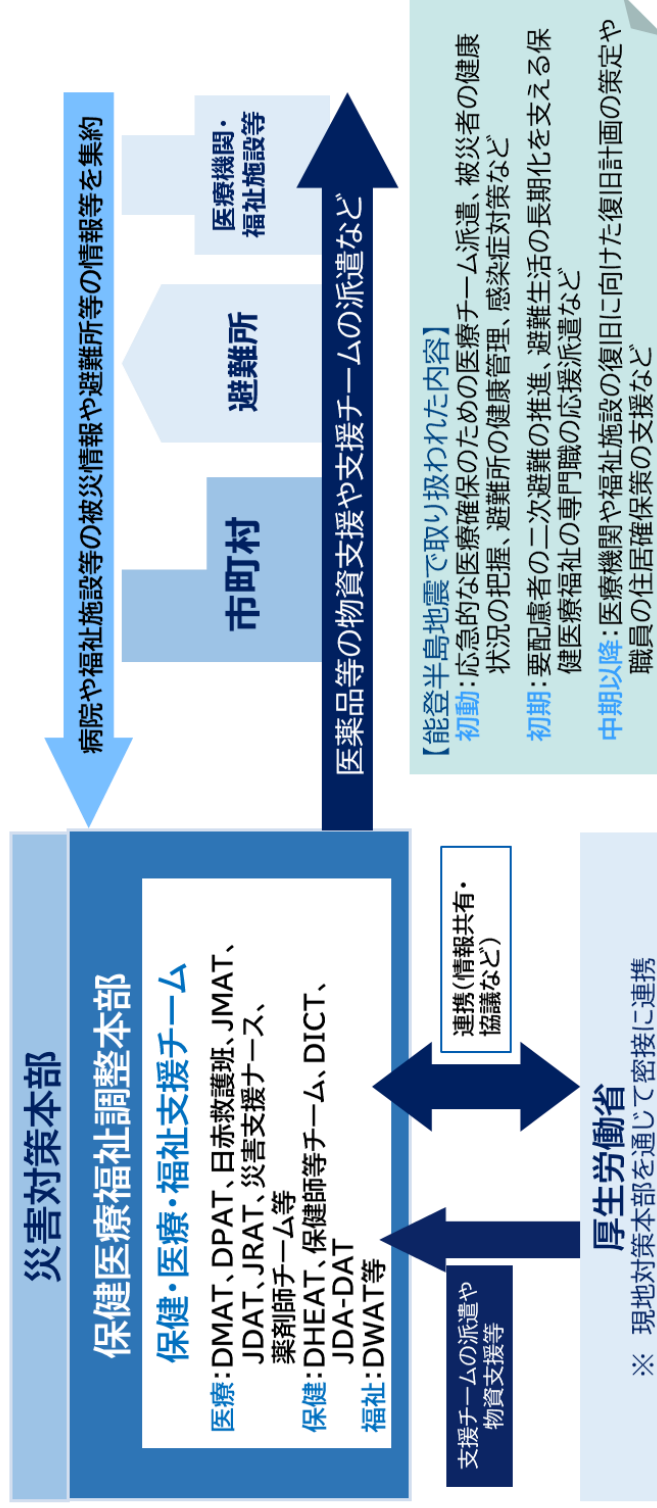 災害対策本部
保健医療福祉調整本部
保健・医療・福祉支援チーム
医療：DMAT、DPAT、日赤救護班、JMAT、
JDAT、JRAT、災害支援ナース、
薬剤師チーム等
保健：DHEAT、保健師等チーム、DICT、
JDA-DAT
福祉：DWAT等
病院や福祉施設等の被災情報や避難所等の情報等を集約
市町村
避難所
医療機関・
福祉施設等
医薬品等の物資支援や支援チームの派遣など
支援チームの派遣や
物資支援等
連携（情報共有・
協議など）
厚生労働省
※ 現地対策本部を通じて密接に連携
【能登半島地震で取り扱われた内容】
初動：応急的な医療確保のための医療チーム派遣、被災者の健康
状況の把握、避難所の健康管理、感染症対策など
初期：要配慮者の二次避難の推進、避難生活の長期化を支える保
健医療福祉の専門職の応援派遣など
中期以降：医療機関や福祉施設の復旧に向けた復旧計画の策定や
職員の住居確保策の支援など